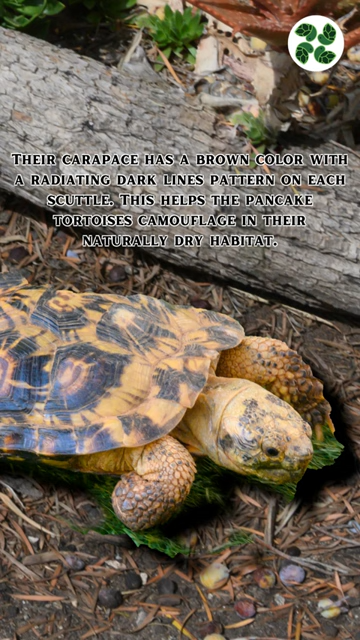 Their carapace has a brown color with
a radiating dark lines pattern on each
scuttle. This helps the pancake
tortoises camouflage in their
naturally dry habitat.